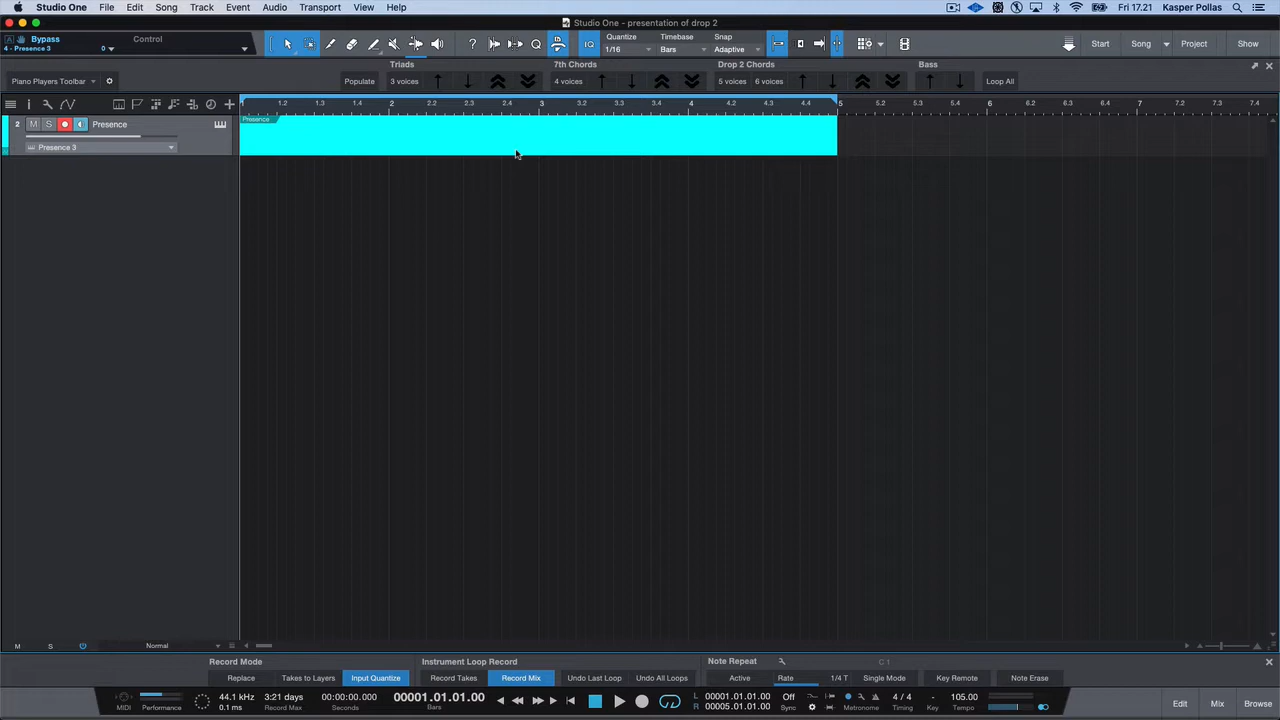 Studio One File Edit Song Track Event Audio Transport View Help Fri 17.21 Kasper Pollas
Studio One - presentation of drop 2
Bypass Control
4 - Presence 3 0
Quantize Timebase Snap
1/16 Bars Adaptive
IQ Start Song Project Show
Triads 7th Chords Drop 2 Chords Bass
Piano Players Toolbar Populate 3 voices 4 voices 5 voices 6 voices Loop All
1 1.2 1.3 1.4 2 2.2 2.3 2.4 3 3.2 3.3 3.4 4 4.2 4.3 4.4 5 5.2 5.3 5.4 6 6.2 6.3 6.4 7 7.2 7.3 7.4
Presence
2 M S Presence
Presence 3
M S Normal
Record Mode Instrument Loop Record Note Repeat C 1
Replace Takes to Layers Input Quantize Record Takes Record Mix Undo Last Loop Undo All Loops Active Rate 1/4 T Single Mode Key Remote Note Erase
44.1 kHz 3:21 days 00:00:00.000 00001.01.01.00 L 00001.01.01.00 Off 4 / 4 - 105.00
0.1 ms R 00005.01.01.00
MIDI Performance Record Max Seconds Bars Sync Metronome Timing Key Tempo Edit Mix Browse